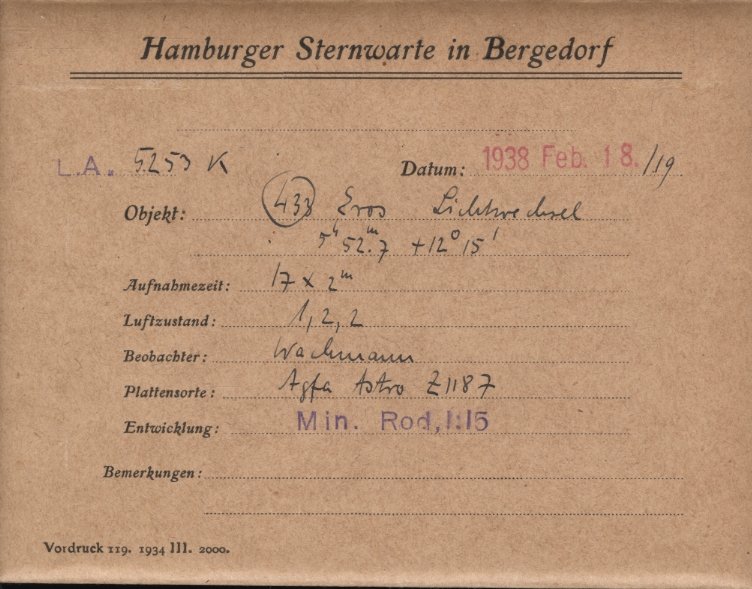 Hamburger Sternwarte in Bergedorf
L.A. 5253 K Datum: 1938 Feb. 18./19
Objekt: (433) Eros Lichtwechsel
5h 52m.7 +12° 15'
Aufnahmezeit: 17 x 2m
Luftzustand: 1, 2, 2
Beobachter: Wachmann
Plattensorte: Agfa Astro Z1187
Entwicklung: Min. Rod, 1:15
Bemerkungen:
Vordruck 119. 1934 III. 2000.